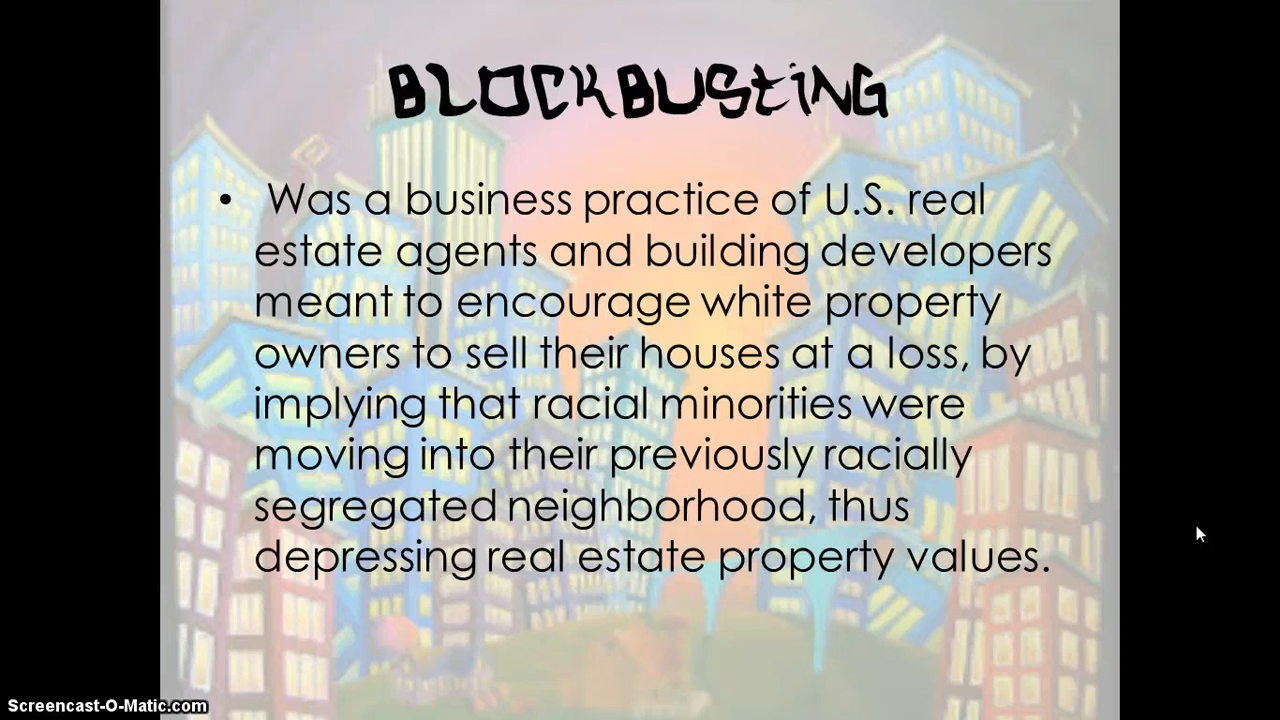 BLOCKBUSTiNG
• Was a business practice of U.S. real
estate agents and building developers
meant to encourage white property
owners to sell their houses at a loss, by
implying that racial minorities were
moving into their previously racially
segregated neighborhood, thus
depressing real estate property values.
Screencast-O-Matic.com